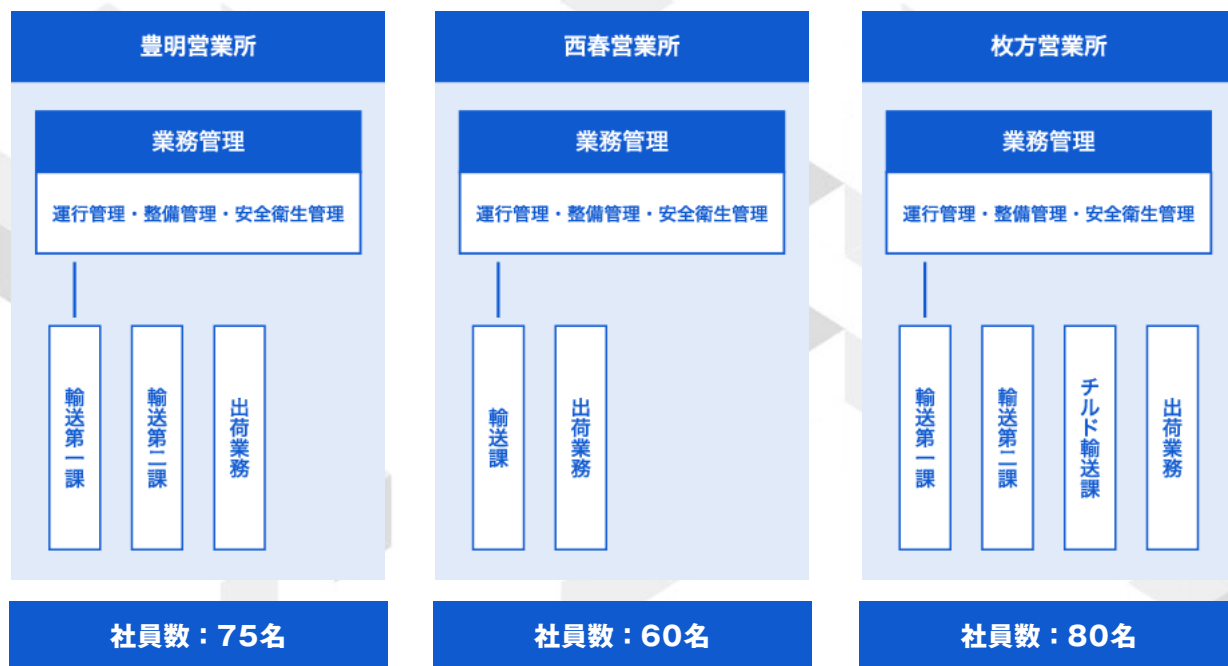 豊明営業所
業務管理
運行管理・整備管理・安全衛生管理
輸送第一課
輸送第二課
出荷業務
社員数：75名
西春営業所
業務管理
運行管理・整備管理・安全衛生管理
輸送課
出荷業務
社員数：60名
枚方営業所
業務管理
運行管理・整備管理・安全衛生管理
輸送第一課
輸送第二課
チルド輸送課
出荷業務
社員数：80名